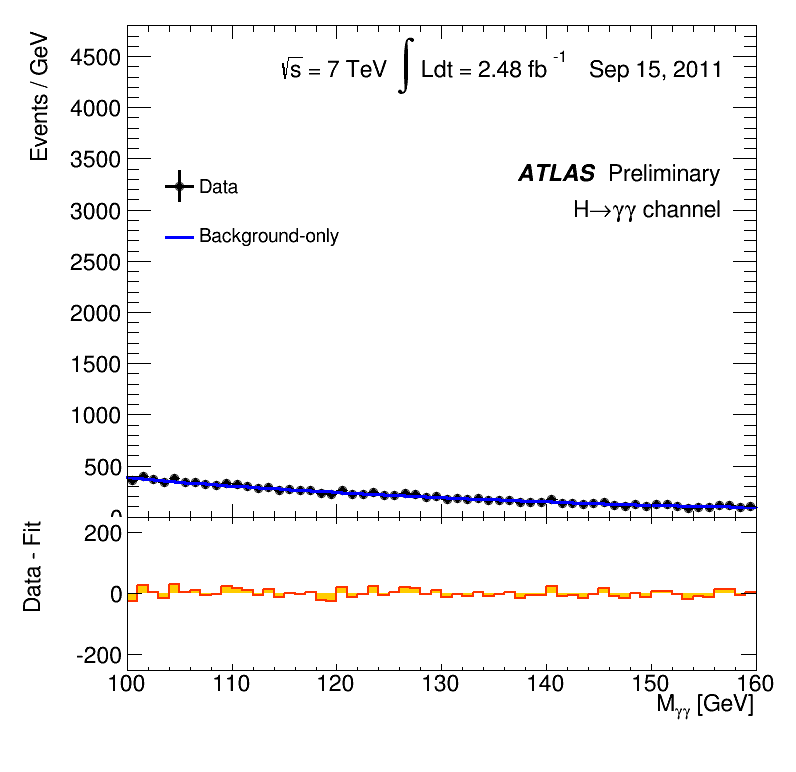 Events / GeV
4500
4000
3500
3000
2500
2000
1500
1000
500
0
√s = 7 TeV ∫ Ldt = 2.48 fb⁻¹ Sep 15, 2011
ATLAS Preliminary
H→γγ channel
Data
Background-only
Data - Fit
200
0
-200
100 110 120 130 140 150 160
Mγγ [GeV]